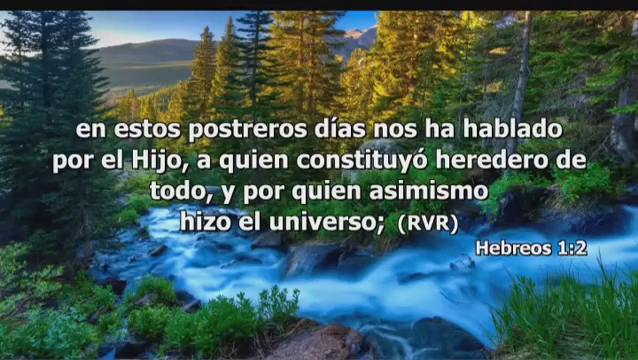 en estos postreros días nos ha hablado
por el Hijo, a quien constituyó heredero de
todo, y por quien asimismo
hizo el universo; (RVR)
Hebreos 1:2